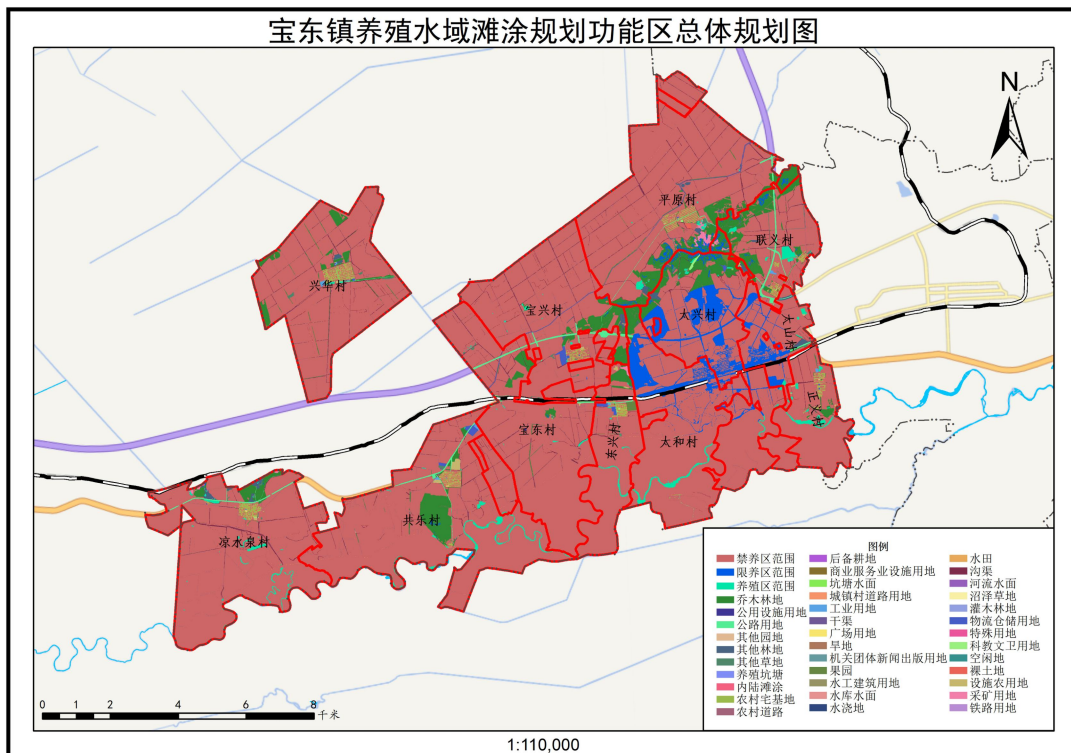 宝东镇养殖水域滩涂规划功能区总体规划图
N
平原村
联义村
兴华村
宝兴村
太兴村
大山村
正义村
宝东村
东兴村
太和村
共乐村
凉水泉村
图例
禁养区范围
限养区范围
养殖区范围
乔木林地
公用设施用地
公路用地
其他园地
其他林地
其他草地
养殖坑塘
内陆滩涂
农村宅基地
农村道路
后备耕地
商业服务业设施用地
坑塘水面
城镇村道路用地
工业用地
干渠
广场用地
旱地
机关团体新闻出版用地
果园
水工建筑用地
水库水面
水浇地
水田
沟渠
河流水面
沼泽草地
灌木林地
物流仓储用地
特殊用地
科教文卫用地
空闲地
裸土地
设施农用地
采矿用地
铁路用地
0 1 2 4 6 8
千米
1:110,000